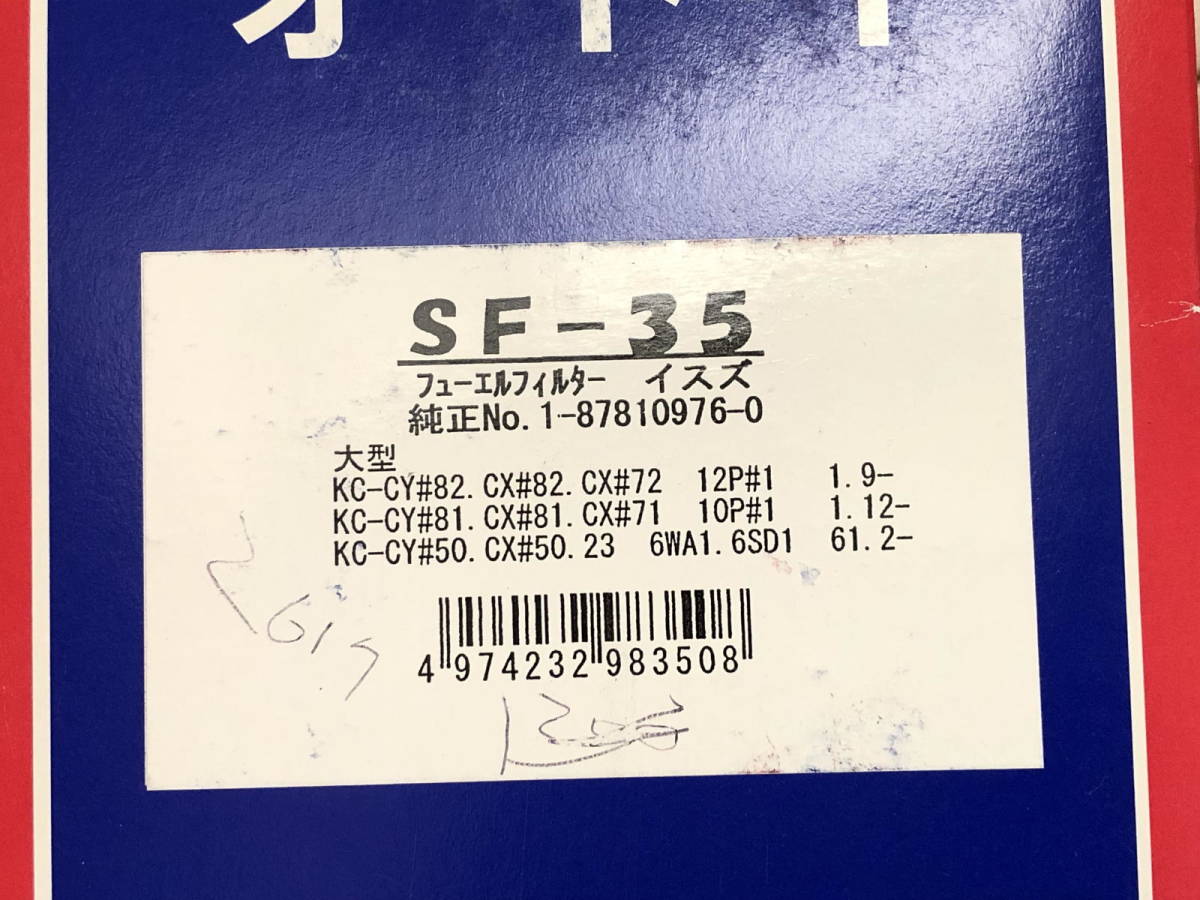 SF-35
フューエルフィルター イスズ
純正No. 1-87810976-0
大型
KC-CY#82. CX#82. CX#72 12P#1 1.9-
KC-CY#81. CX#81. CX#71 10P#1 1.12-
KC-CY#50. CX#50. 23 6WA1. 6SD1 61.2-
4 974232 983508